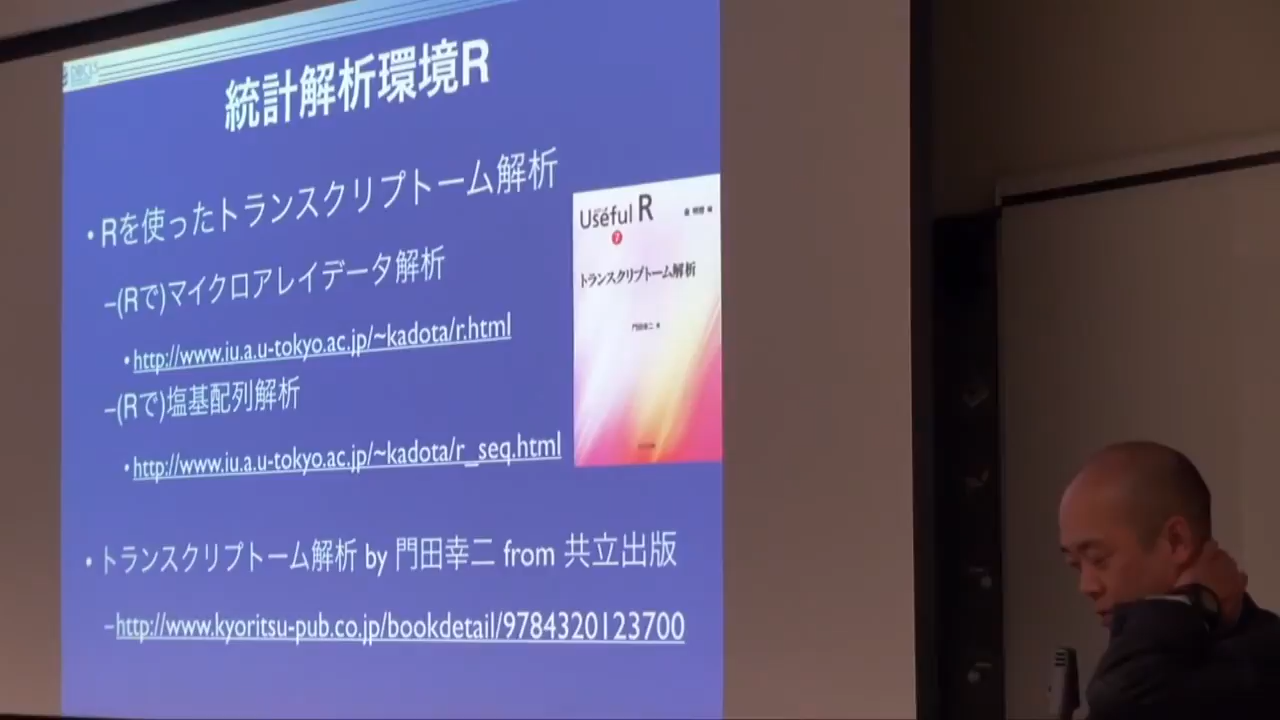 DBCLS
統計解析環境R
• Rを使ったトランスクリプトーム解析
–(Rで)マイクロアレイデータ解析
• http://www.iu.a.u-tokyo.ac.jp/~kadota/r.html
–(Rで)塩基配列解析
• http://www.iu.a.u-tokyo.ac.jp/~kadota/r_seq.html
• トランスクリプトーム解析 by 門田幸二 from 共立出版
–http://www.kyoritsu-pub.co.jp/bookdetail/9784320123700
Useful R
7
トランスクリプトーム解析
門田幸二 著